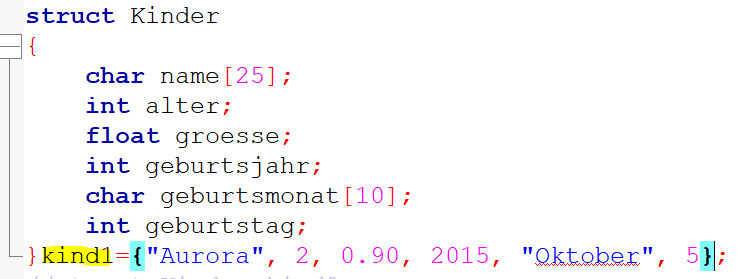 struct Kinder
{
    char name[25];
    int alter;
    float groesse;
    int geburtsjahr;
    char geburtsmonat[10];
    int geburtstag;
}kind1={"Aurora", 2, 0.90, 2015, "Oktober", 5};